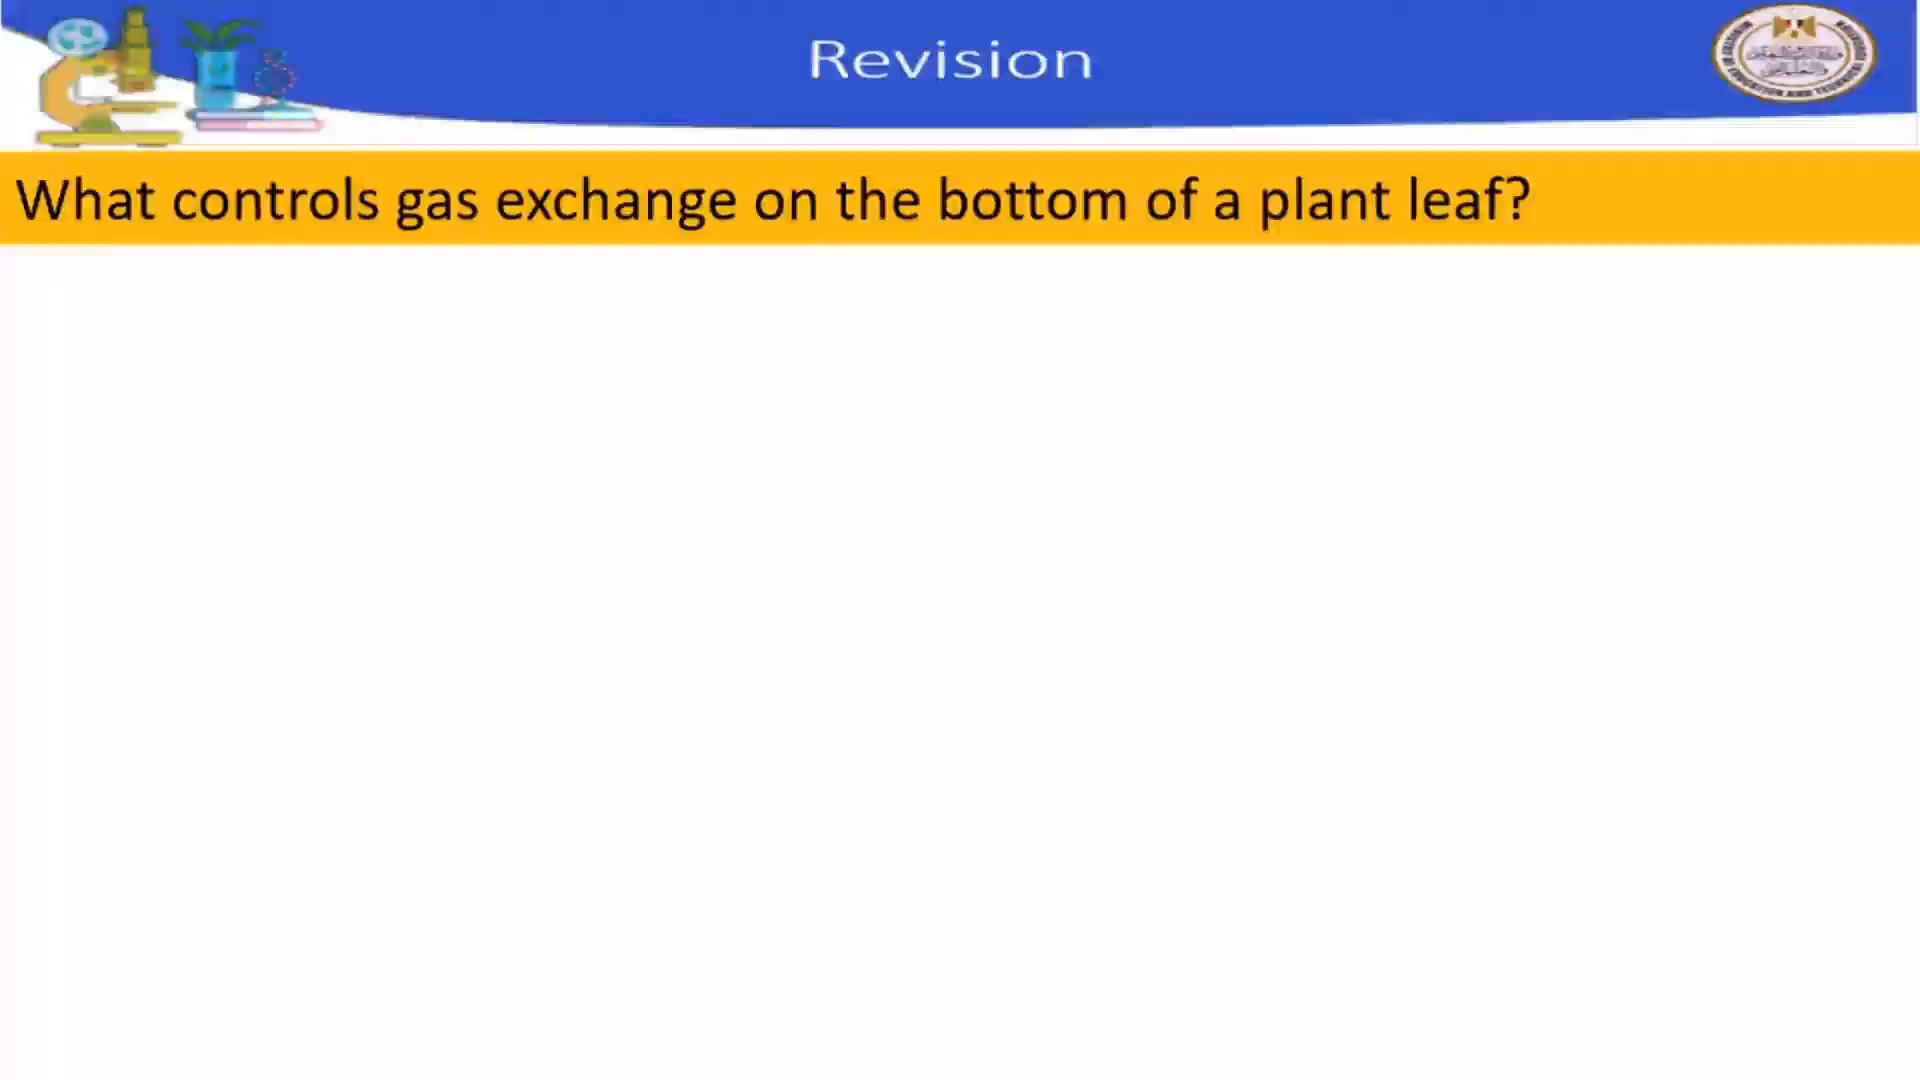 Revision
What controls gas exchange on the bottom of a plant leaf?